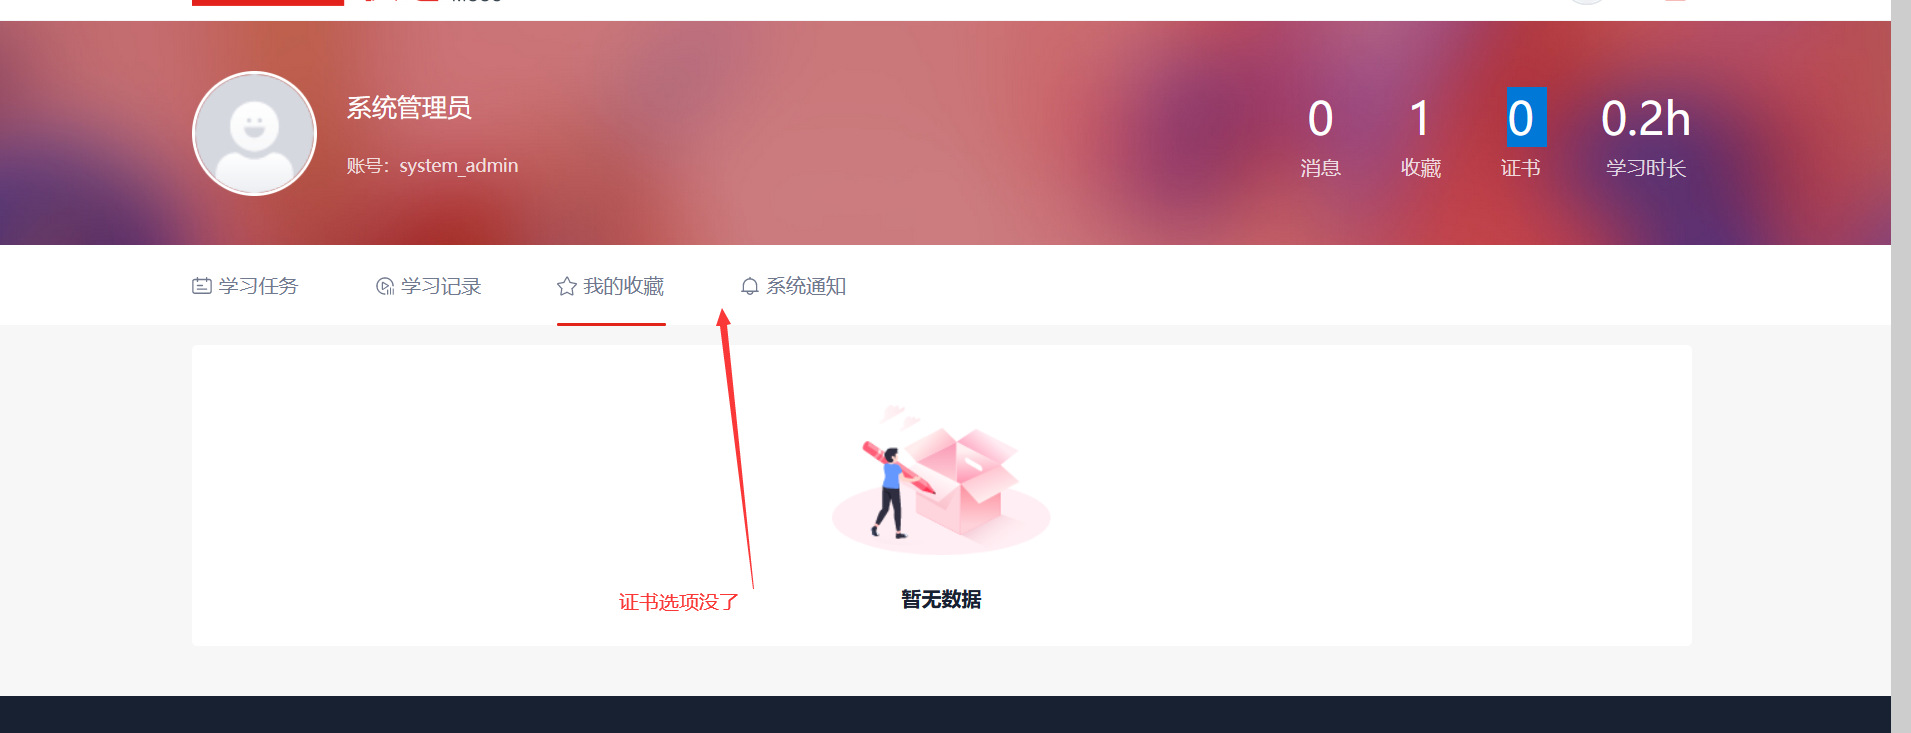 系统管理员
账号：system_admin
0 1 0 0.2h
消息 收藏 证书 学习时长
学习任务 学习记录 我的收藏 系统通知
证书选项没了
暂无数据